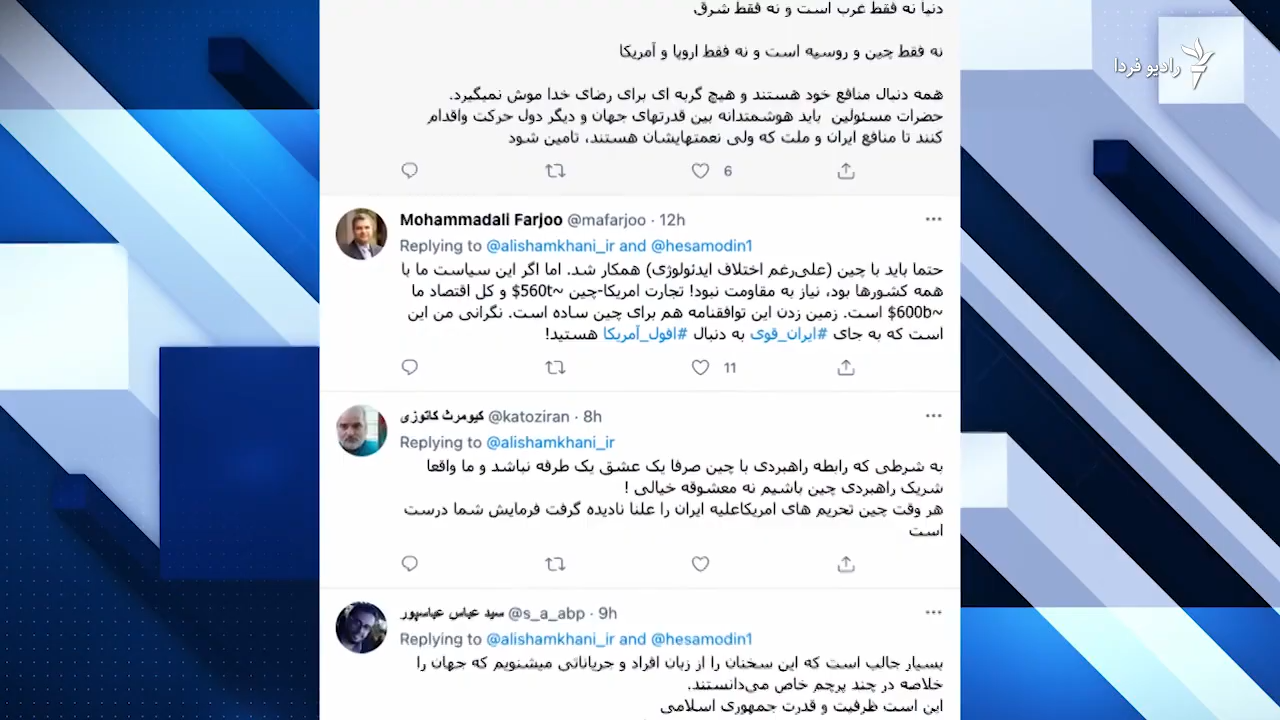 دنیا نه فقط غرب است و نه فقط شرق
نه فقط چین و روسیه است و نه فقط اروپا و آمریکا
همه دنبال منافع خود هستند و هیچ گربه ای برای رضای خدا موش نمیگیرد.
حضرات مسئولین باید هوشمندانه بین قدرتهای جهان و دیگر دول حرکت واقدام
کنند تا منافع ایران و ملت که ولی نعمتهایشان هستند، تامین شود
6
رادیو فردا
Mohammadali Farjoo @mafarjoo · 12h
Replying to @alishamkhani_ir and @hesamodin1
حتما باید با چین (علی‌رغم اختلاف ایدئولوژی) همکار شد. اما اگر این سیاست ما با
همه کشورها بود، نیاز به مقاومت نبود! تجارت امریکا-چین ~$560t و کل اقتصاد ما
~$600b است. زمین زدن این توافقنامه هم برای چین ساده است. نگرانی من این
است که به جای #ایران_قوی به دنبال #افول_آمریکا هستید!
11
کیومرث کاتوزی @katoziran · 8h
Replying to @alishamkhani_ir
به شرطی که رابطه راهبردی با چین صرفا یک عشق یک طرفه نباشد و ما واقعا
شریک راهبردی چین باشیم نه معشوقه خیالی !
هر وقت چین تحریم های امریکاعلیه ایران را علنا نادیده گرفت فرمایش شما درست
است
سید عباس عباسپور @s_a_abp · 9h
Replying to @alishamkhani_ir and @hesamodin1
بسیار جالب است که این سخنان را از زبان افراد و جریاناتی میشنویم که جهان را
خلاصه در چند پرچم خاص می‌دانستند.
این است ظرفیت و قدرت جمهوری اسلامی